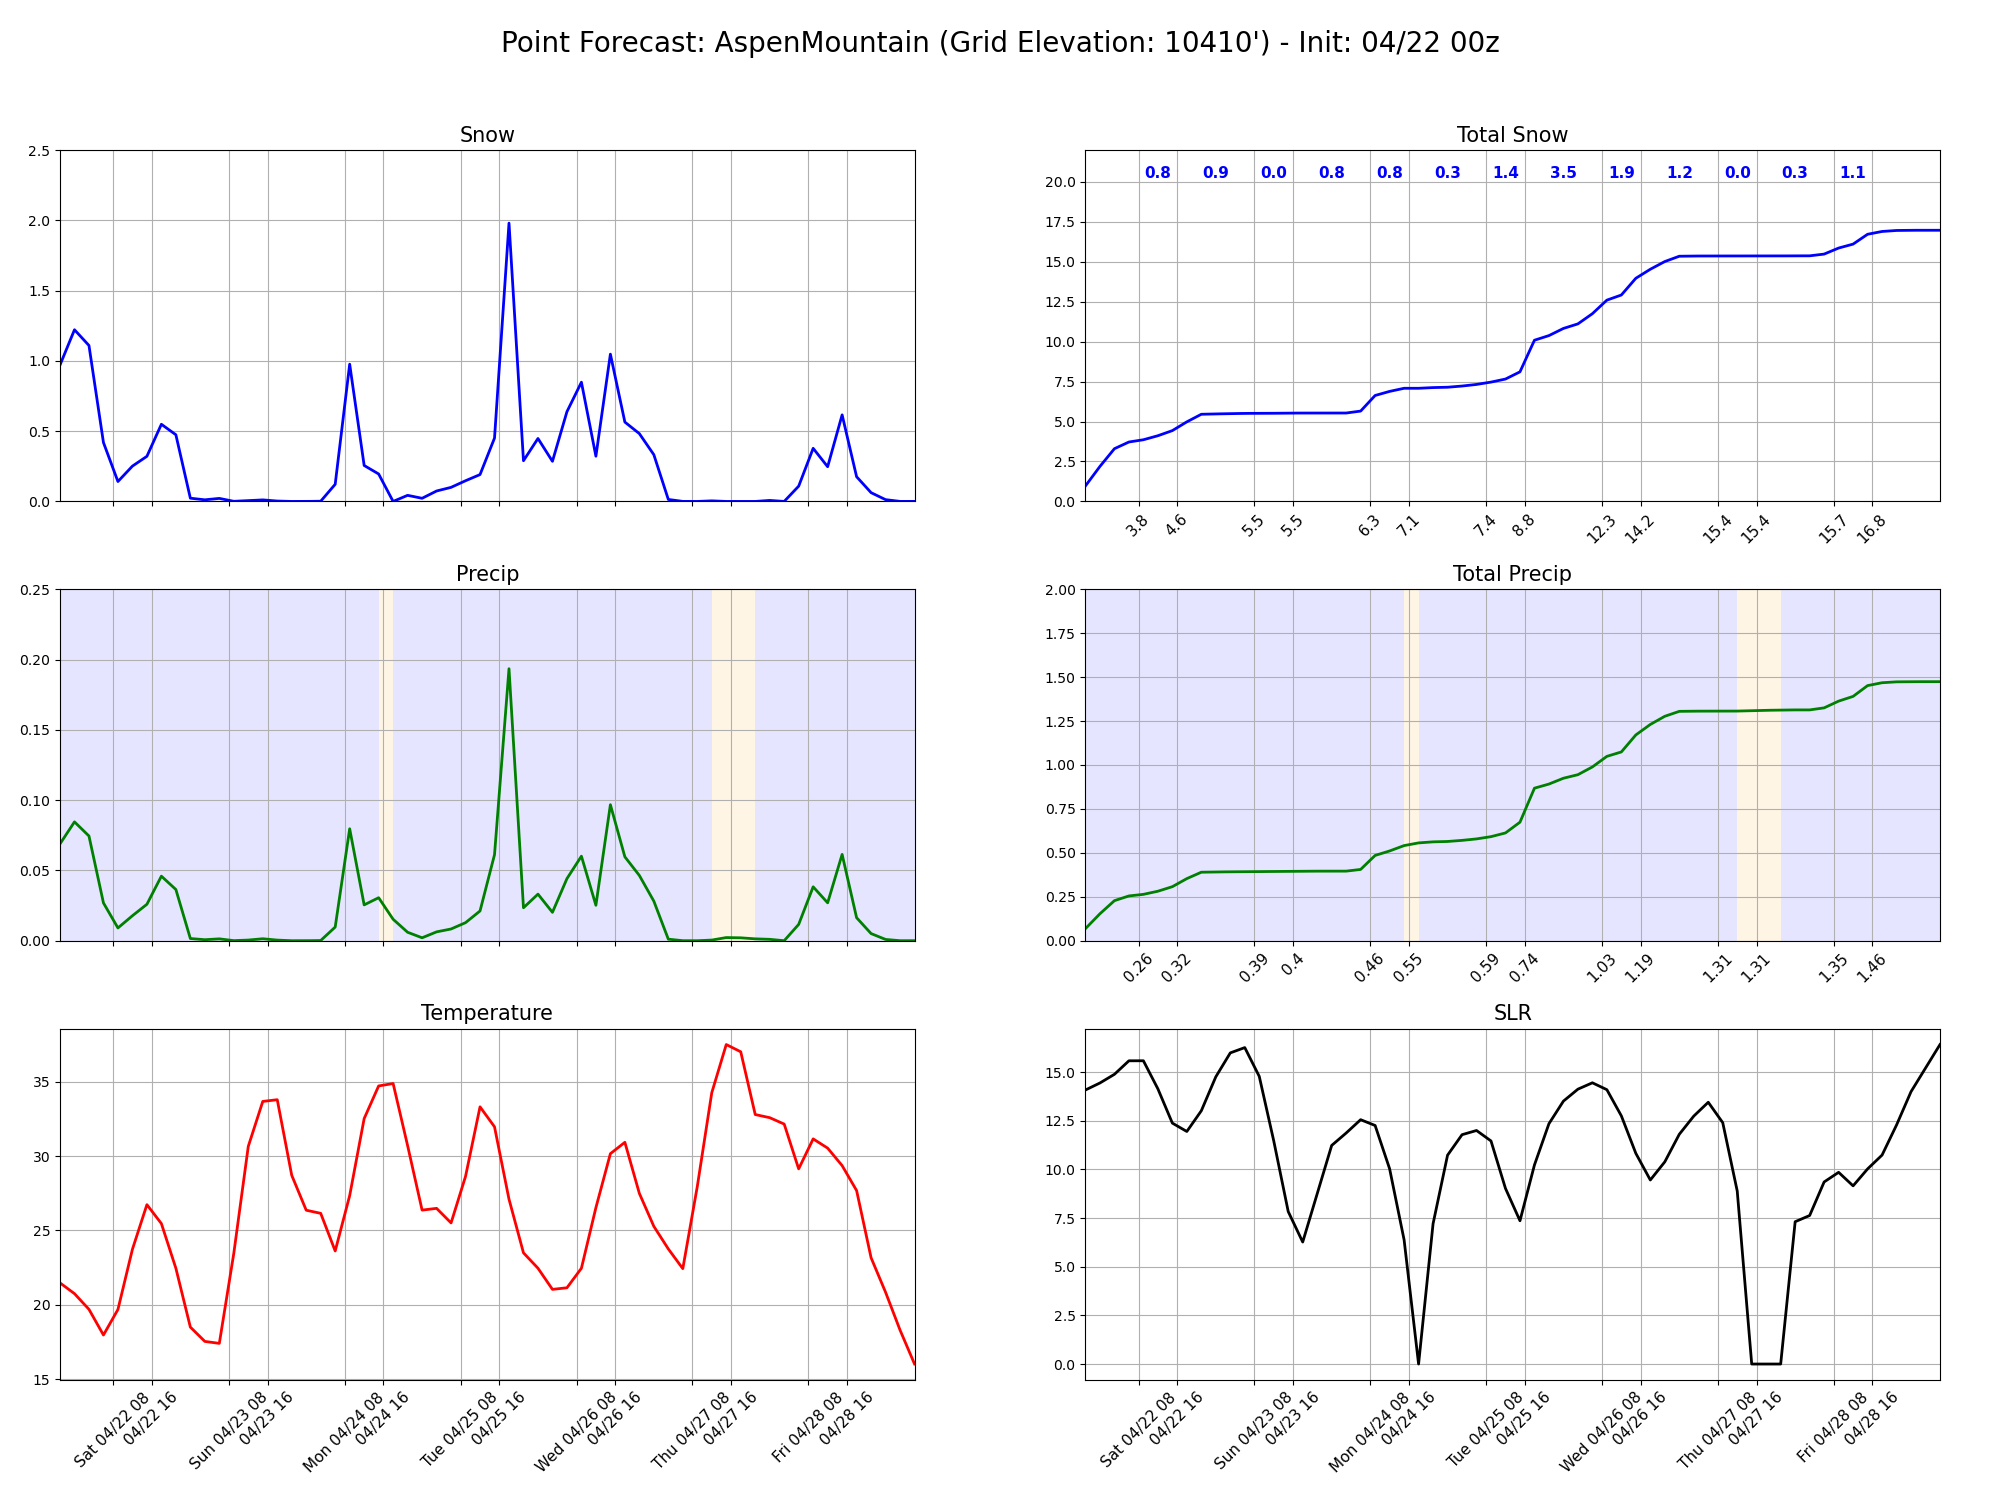 Point Forecast: AspenMountain (Grid Elevation: 10410') - Init: 04/22 00z
Snow
2.5
2.0
1.5
1.0
0.5
0.0
Total Snow
0.8 0.9 0.0 0.8 0.8 0.3 1.4 3.5 1.9 1.2 0.0 0.3 1.1
20.0
17.5
15.0
12.5
10.0
7.5
5.0
2.5
0.0
3.8 4.6 5.5 5.5 6.3 7.1 7.4 8.8 12.3 14.2 15.4 15.4 15.7 16.8
Precip
0.25
0.20
0.15
0.10
0.05
0.00
Total Precip
2.00
1.75
1.50
1.25
1.00
0.75
0.50
0.25
0.00
0.26 0.32 0.39 0.4 0.46 0.55 0.59 0.74 1.03 1.19 1.31 1.31 1.35 1.46
Temperature
35
30
25
20
15
Sat 04/22 08
04/22 16
Sun 04/23 08
04/23 16
Mon 04/24 08
04/24 16
Tue 04/25 08
04/25 16
Wed 04/26 08
04/26 16
Thu 04/27 08
04/27 16
Fri 04/28 08
04/28 16
SLR
15.0
12.5
10.0
7.5
5.0
2.5
0.0
Sat 04/22 08
04/22 16
Sun 04/23 08
04/23 16
Mon 04/24 08
04/24 16
Tue 04/25 08
04/25 16
Wed 04/26 08
04/26 16
Thu 04/27 08
04/27 16
Fri 04/28 08
04/28 16